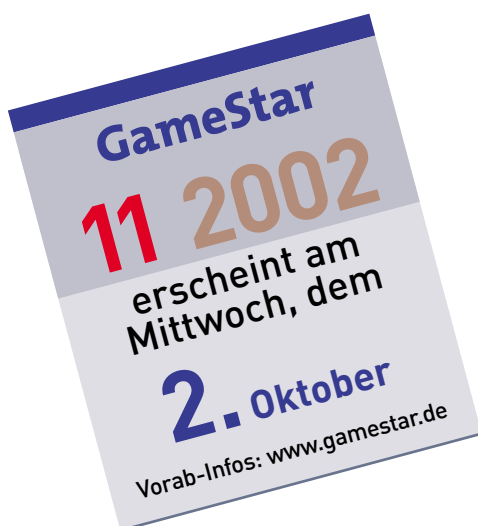 GameStar
11 2002
erscheint am
Mittwoch, dem
2. Oktober
Vorab-Infos: www.gamestar.de